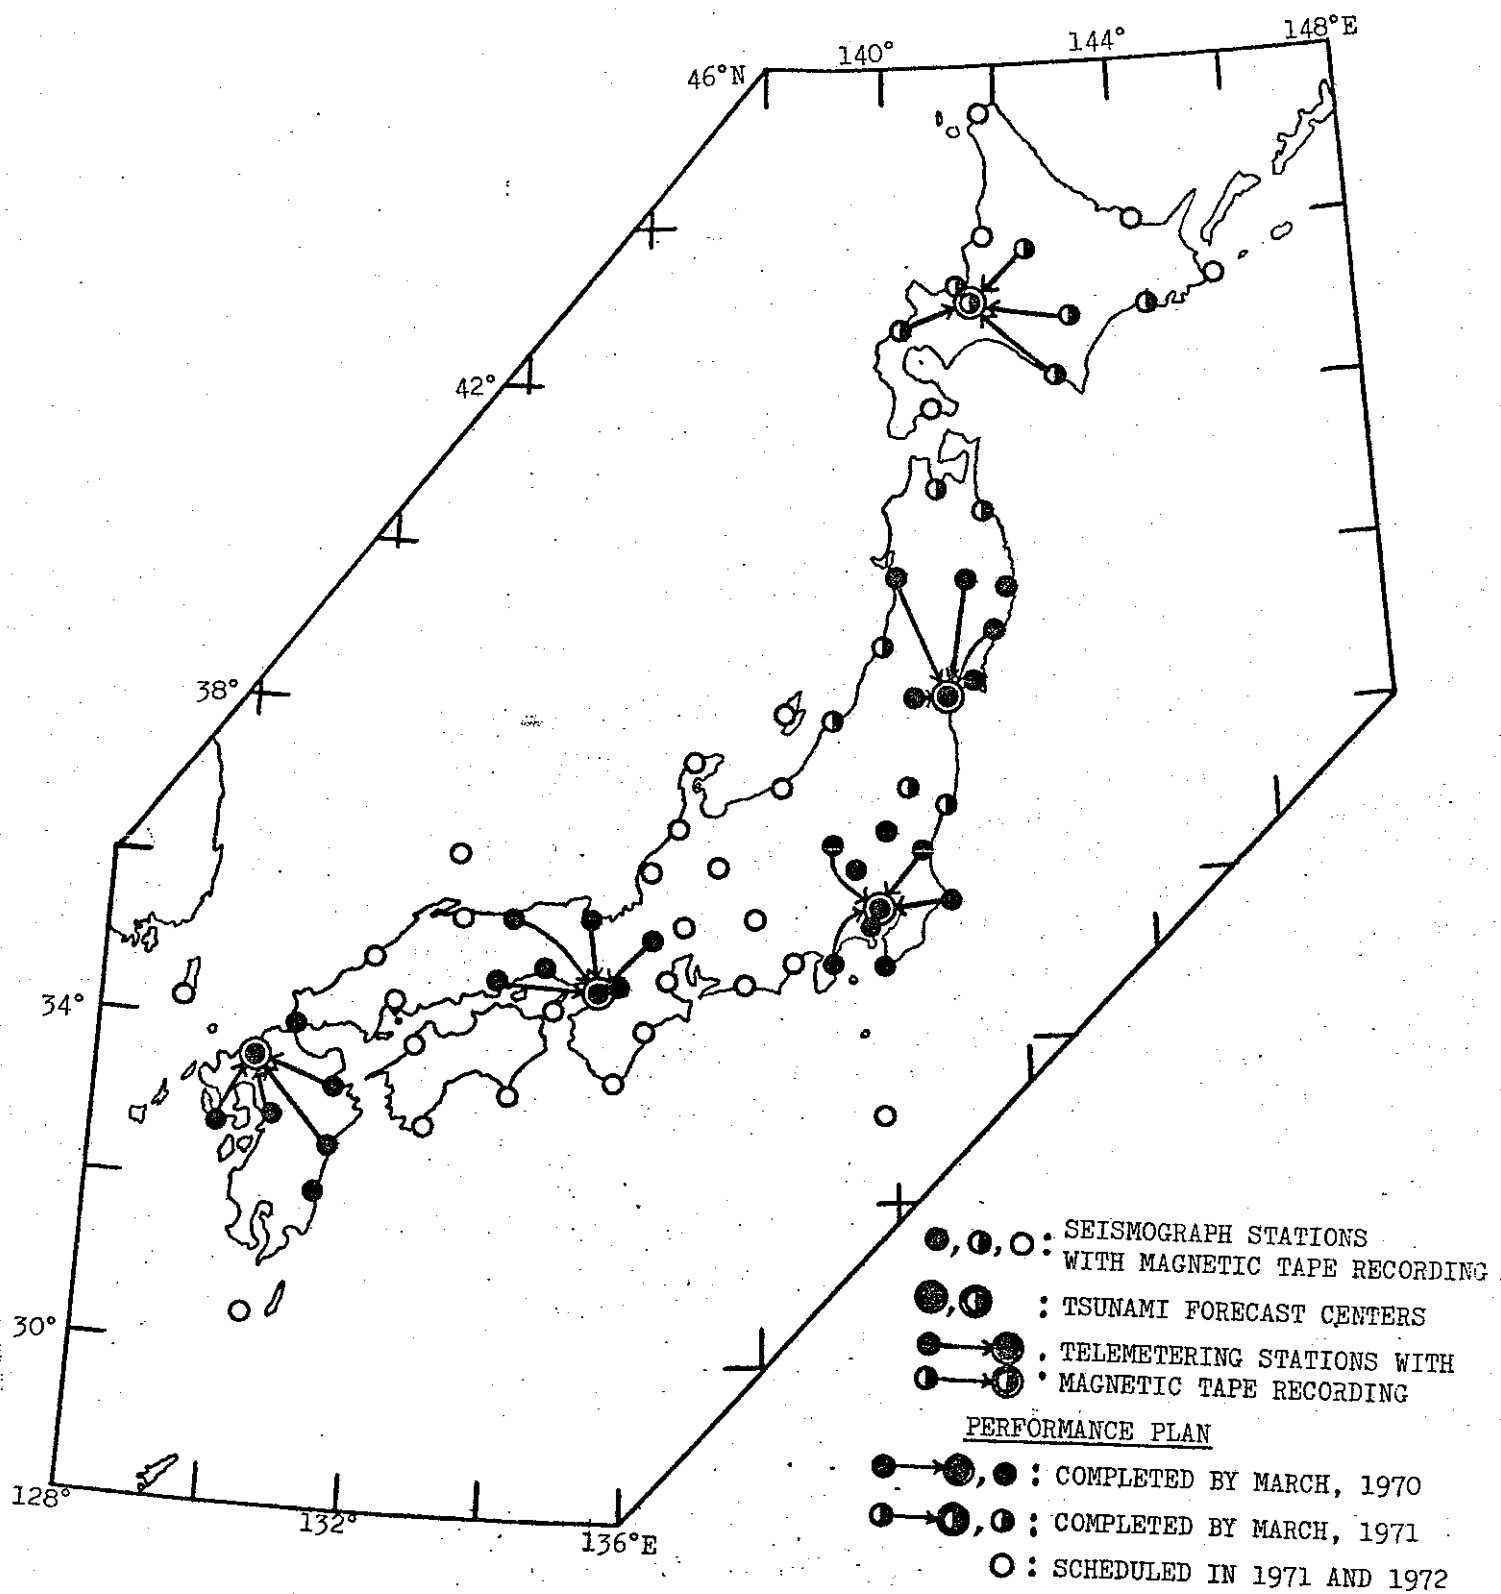 148°E
144°
140°
46°N
42°
38°
34°
30°
128°
132°
136°E
●,◑,○ : SEISMOGRAPH STATIONS
WITH MAGNETIC TAPE RECORDING
: TSUNAMI FORECAST CENTERS
: TELEMETERING STATIONS WITH
MAGNETIC TAPE RECORDING
PERFORMANCE PLAN
: COMPLETED BY MARCH, 1970
: COMPLETED BY MARCH, 1971
○ : SCHEDULED IN 1971 AND 1972